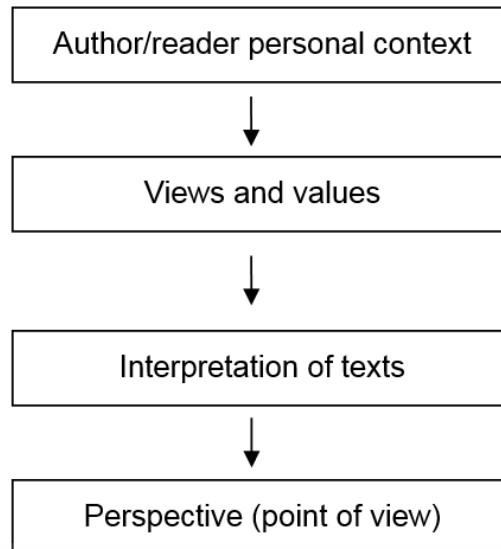 Author/reader personal context
Views and values
Interpretation of texts
Perspective (point of view)